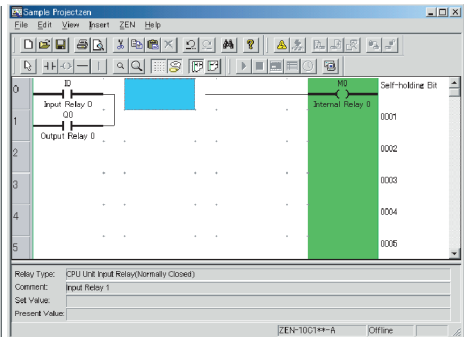 Sample Project.zen
File Edit View Insert ZEN Help
0 I0 M0 Self-holding Bit
Input Relay 0 Internal Relay 0
1 Q0 0001
Output Relay 0
2 0002
3 0003
4 0004
5 0005
Relay Type: CPU Unit Input Relay(Normally Closed)
Comment: Input Relay 1
Set Value:
Present Value:
ZEN-10C1**-A Offline